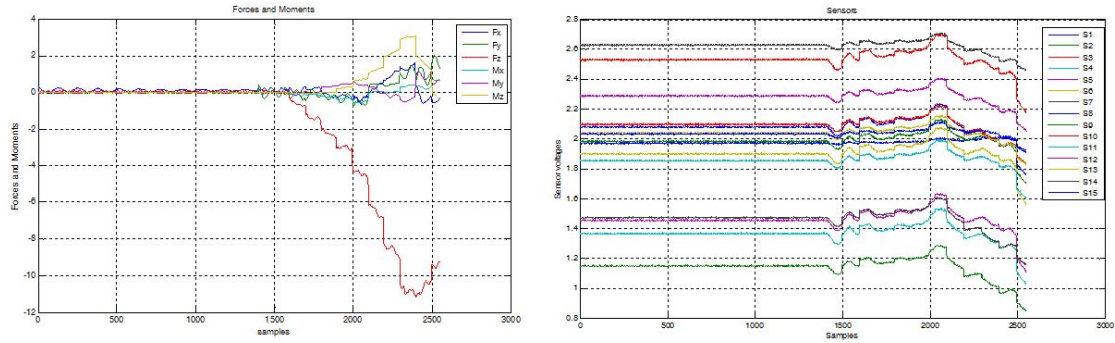 Forces and Moments
4
2
0
-2
-4
-6
-8
-10
-12
0 500 1000 1500 2000 2500 3000
Forces and Moments
samples
Fx
Fy
Fz
Mx
My
Mz
Sensors
2.8
2.6
2.4
2.2
2
1.8
1.6
1.4
1.2
1
0.8
0 500 1000 1500 2000 2500 3000
Sensor voltages
Samples
S1
S2
S3
S4
S5
S6
S7
S8
S9
S10
S11
S12
S13
S14
S15